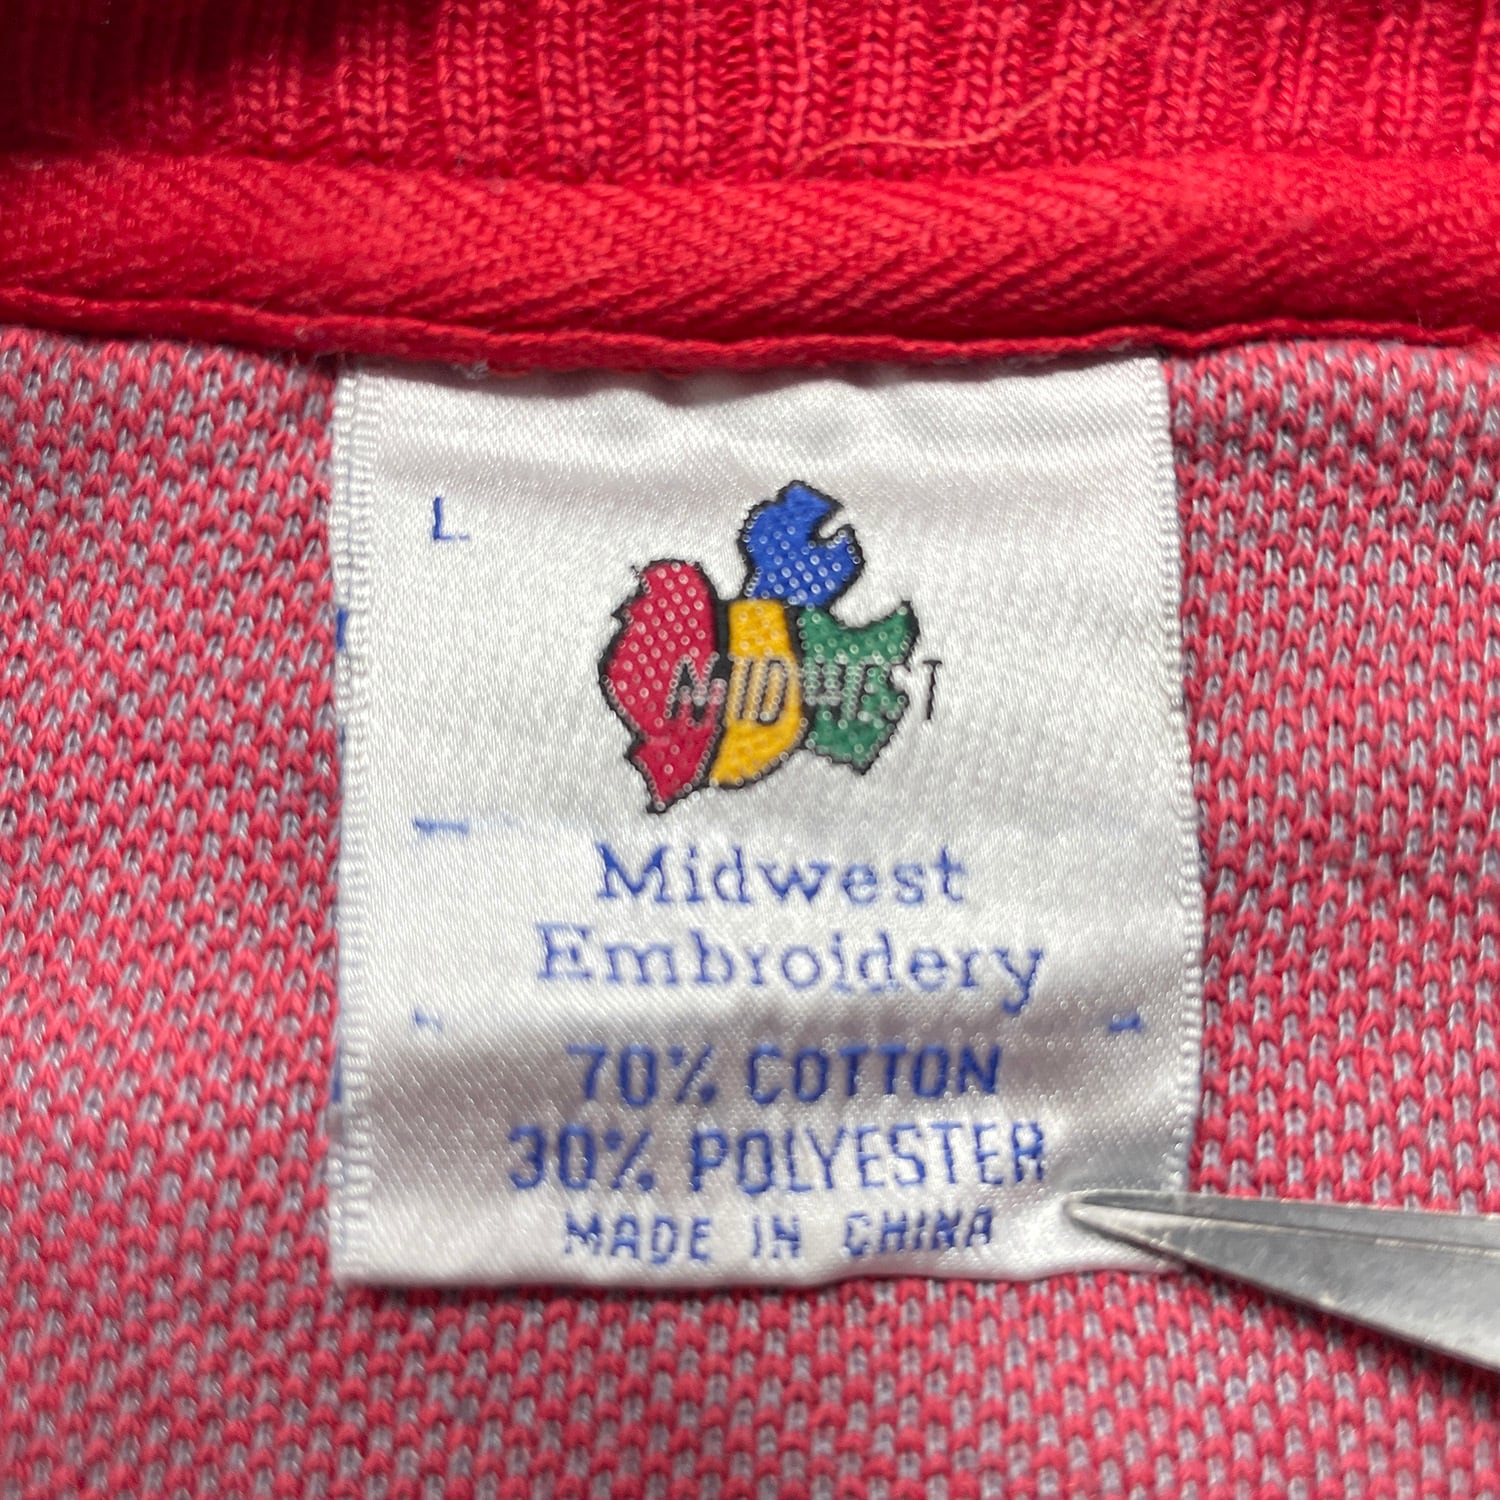 L.
MIDWEST
Midwest
Embroidery
70% COTTON
30% POLYESTER
MADE IN CHINA